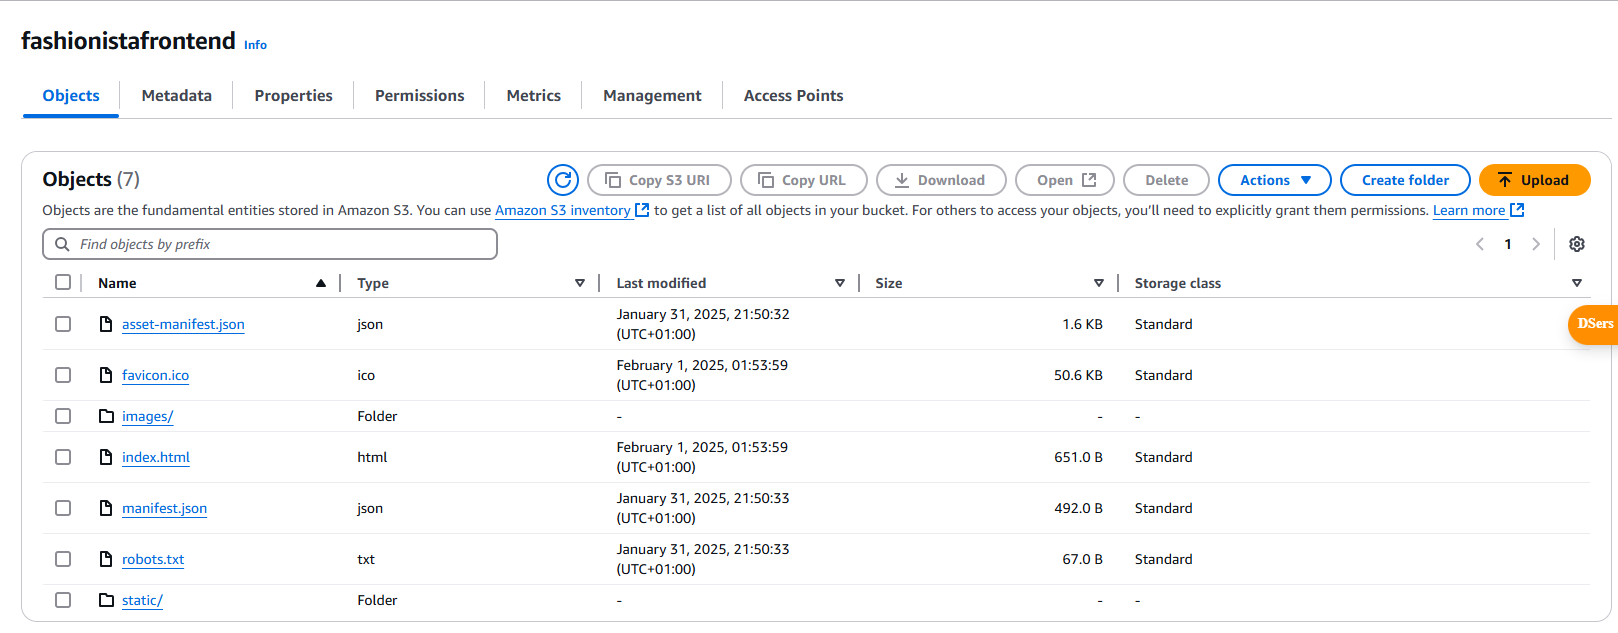 fashionistafrontend Info
Objects Metadata Properties Permissions Metrics Management Access Points
Objects (7) Copy S3 URI Copy URL Download Open Delete Actions Create folder Upload
Objects are the fundamental entities stored in Amazon S3. You can use Amazon S3 inventory to get a list of all objects in your bucket. For others to access your objects, you'll need to explicitly grant them permissions. Learn more
Find objects by prefix 1
Name Type Last modified Size Storage class
asset-manifest.json json January 31, 2025, 21:50:32 (UTC+01:00) 1.6 KB Standard
DSers
favicon.ico ico February 1, 2025, 01:53:59 (UTC+01:00) 50.6 KB Standard
images/ Folder - - -
index.html html February 1, 2025, 01:53:59 (UTC+01:00) 651.0 B Standard
manifest.json json January 31, 2025, 21:50:33 (UTC+01:00) 492.0 B Standard
robots.txt txt January 31, 2025, 21:50:33 (UTC+01:00) 67.0 B Standard
static/ Folder - - -